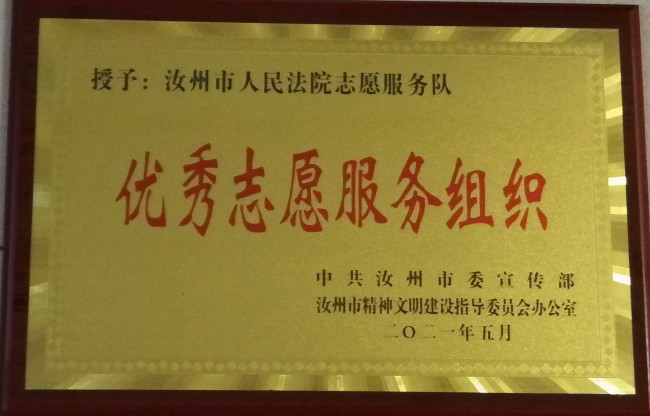 授予：汝州市人民法院志愿服务队
优秀志愿服务组织
中共汝州市委宣传部
汝州市精神文明建设指导委员会办公室
二〇二一年五月